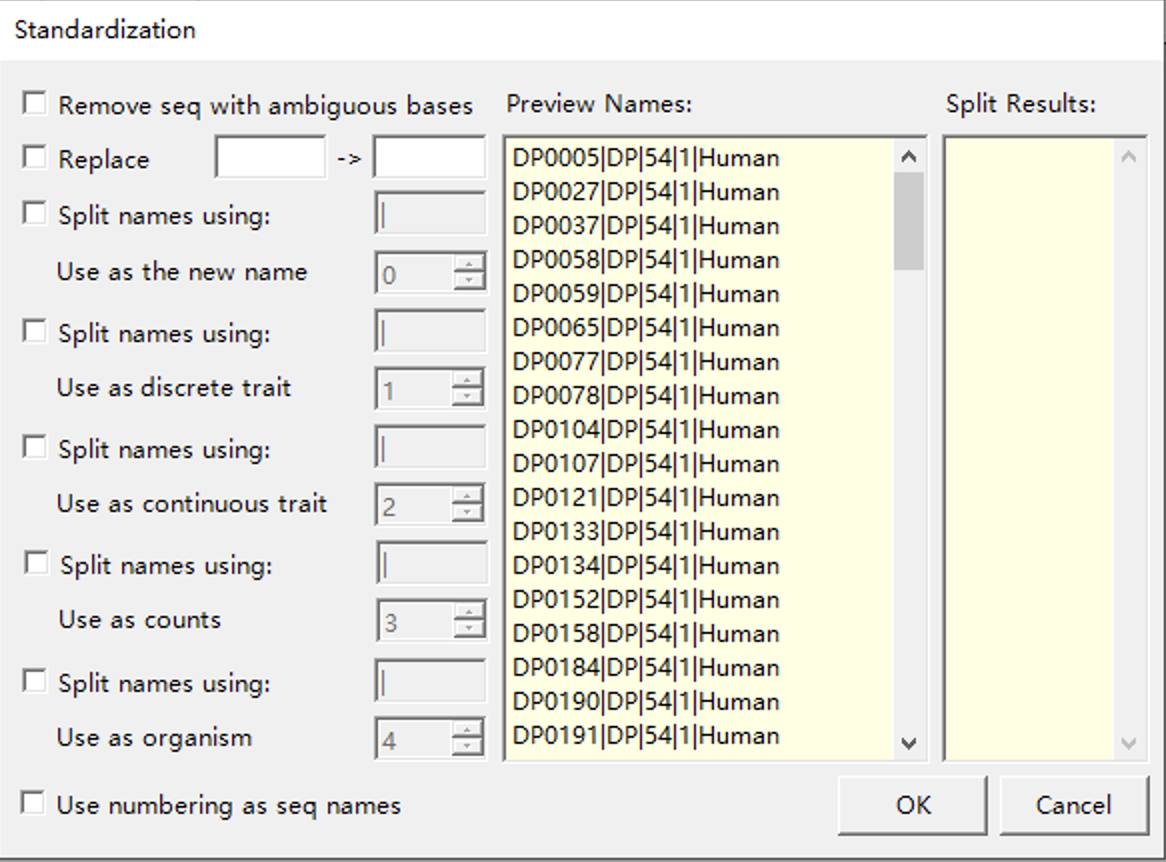 Standardization
Remove seq with ambiguous bases
Replace ->
Split names using: |
Use as the new name 0
Split names using: |
Use as discrete trait 1
Split names using: |
Use as continuous trait 2
Split names using: |
Use as counts 3
Split names using: |
Use as organism 4
Use numbering as seq names
Preview Names:
DP0005|DP|54|1|Human
DP0027|DP|54|1|Human
DP0037|DP|54|1|Human
DP0058|DP|54|1|Human
DP0059|DP|54|1|Human
DP0065|DP|54|1|Human
DP0077|DP|54|1|Human
DP0078|DP|54|1|Human
DP0104|DP|54|1|Human
DP0107|DP|54|1|Human
DP0121|DP|54|1|Human
DP0133|DP|54|1|Human
DP0134|DP|54|1|Human
DP0152|DP|54|1|Human
DP0158|DP|54|1|Human
DP0184|DP|54|1|Human
DP0190|DP|54|1|Human
DP0191|DP|54|1|Human
Split Results:
OK
Cancel